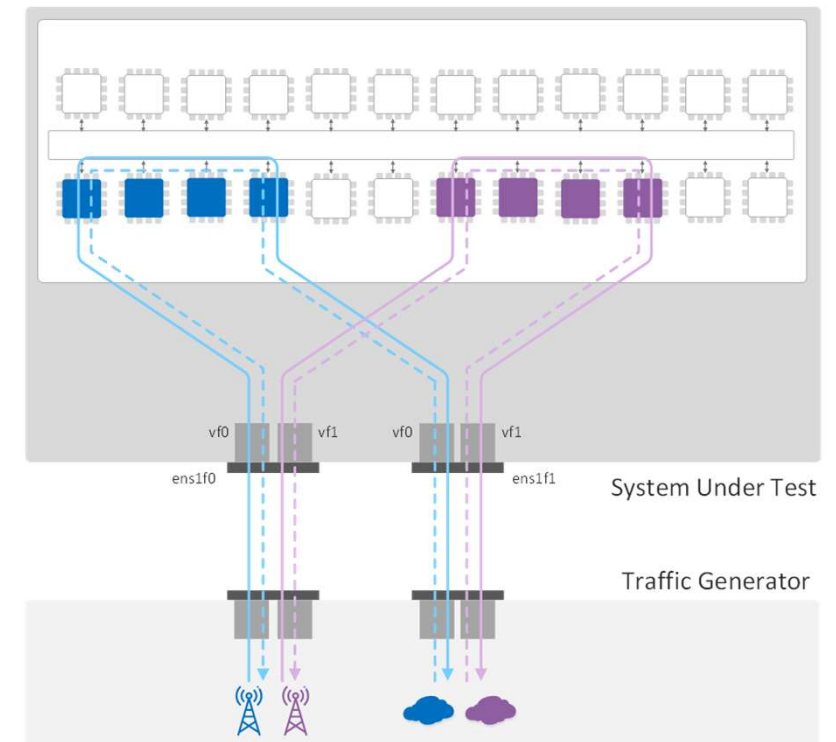 vf0
vf1
vf0
vf1
ens1f0
ens1f1
System Under Test
Traffic Generator